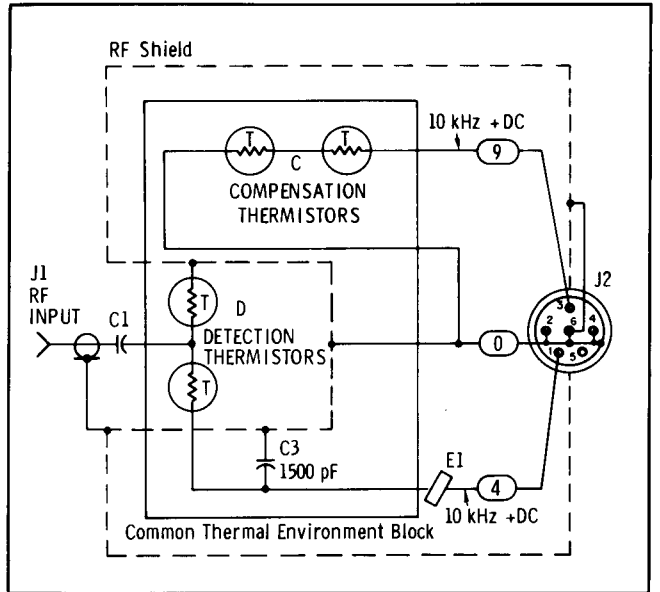 RF Shield
10 kHz +DC
9
T
T
C
COMPENSATION
THERMISTORS
J1
RF
INPUT
C1
T
D
DETECTION
THERMISTORS
T
J2
3
2
6
4
1
5
0
C3
1500 pF
E1
4
10 kHz +DC
Common Thermal Environment Block